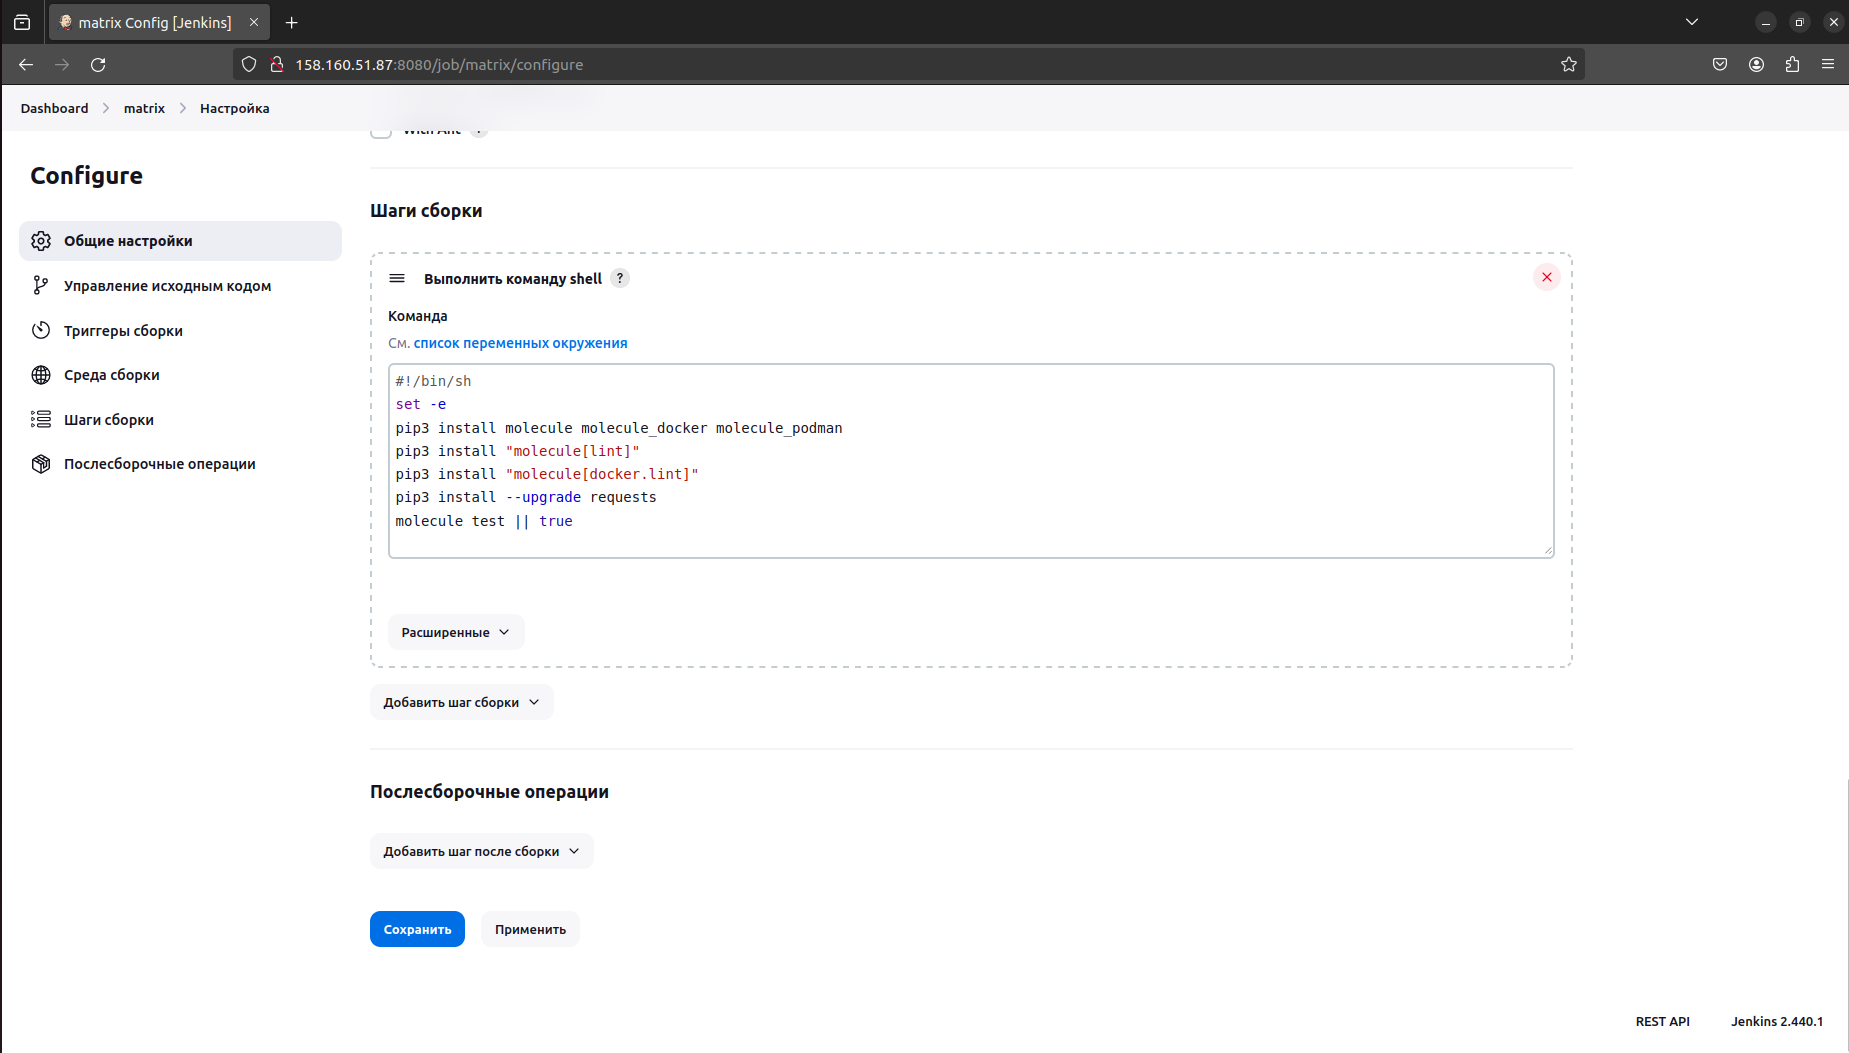 matrix Config [Jenkins]
158.160.51.87:8080/job/matrix/configure
Dashboard > matrix > Настройка
With Ant ?
Configure
Общие настройки
Управление исходным кодом
Триггеры сборки
Среда сборки
Шаги сборки
Послесборочные операции
Шаги сборки
Выполнить команду shell ?
Команда
См. список переменных окружения
#!/bin/sh
set -e
pip3 install molecule molecule_docker molecule_podman
pip3 install "molecule[lint]"
pip3 install "molecule[docker.lint]"
pip3 install --upgrade requests
molecule test || true
Расширенные
Добавить шаг сборки
Послесборочные операции
Добавить шаг после сборки
Сохранить Применить
REST API Jenkins 2.440.1